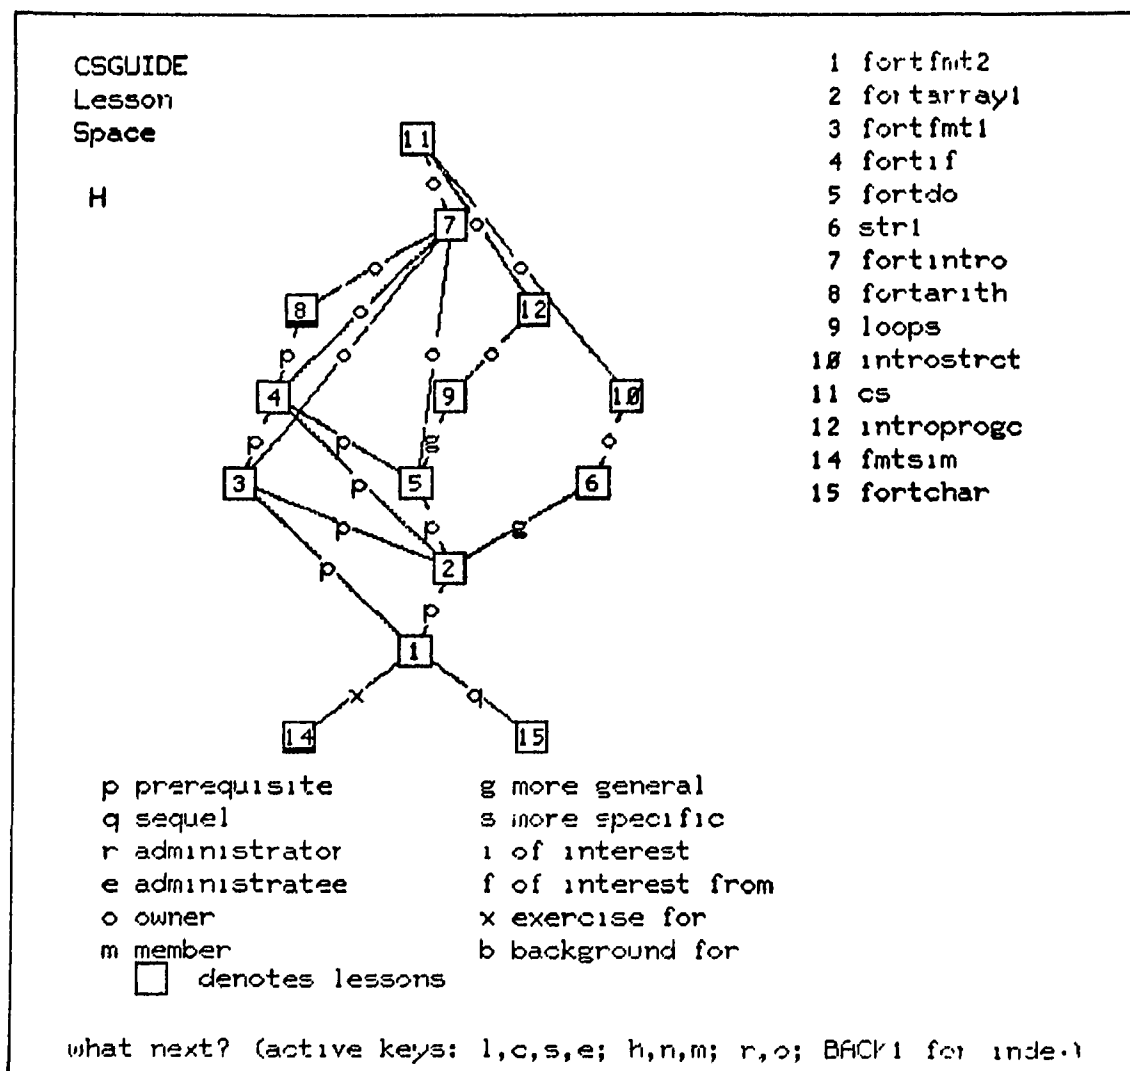 CSGUIDE
Lesson
Space
H
1 fortfmt2
2 fortarray1
3 fortfmt1
4 fortif
5 fortdo
6 str1
7 fortintro
8 fortarith
9 loops
10 introstrct
11 cs
12 introprogc
14 fmtsim
15 fortchar
11
o
7 o
o o
8 12
p o o o o
4 9 10
p p g o
3 p 5 6
p p g
p 2
p
1
x q
14 15
p prerequisite
q sequel
r administrator
e administratee
o owner
m member
g more general
s more specific
i of interest
f of interest from
x exercise for
b background for
denotes lessons
what next? (active keys: l,c,s,e; h,n,m; r,o; BACK1 for index)